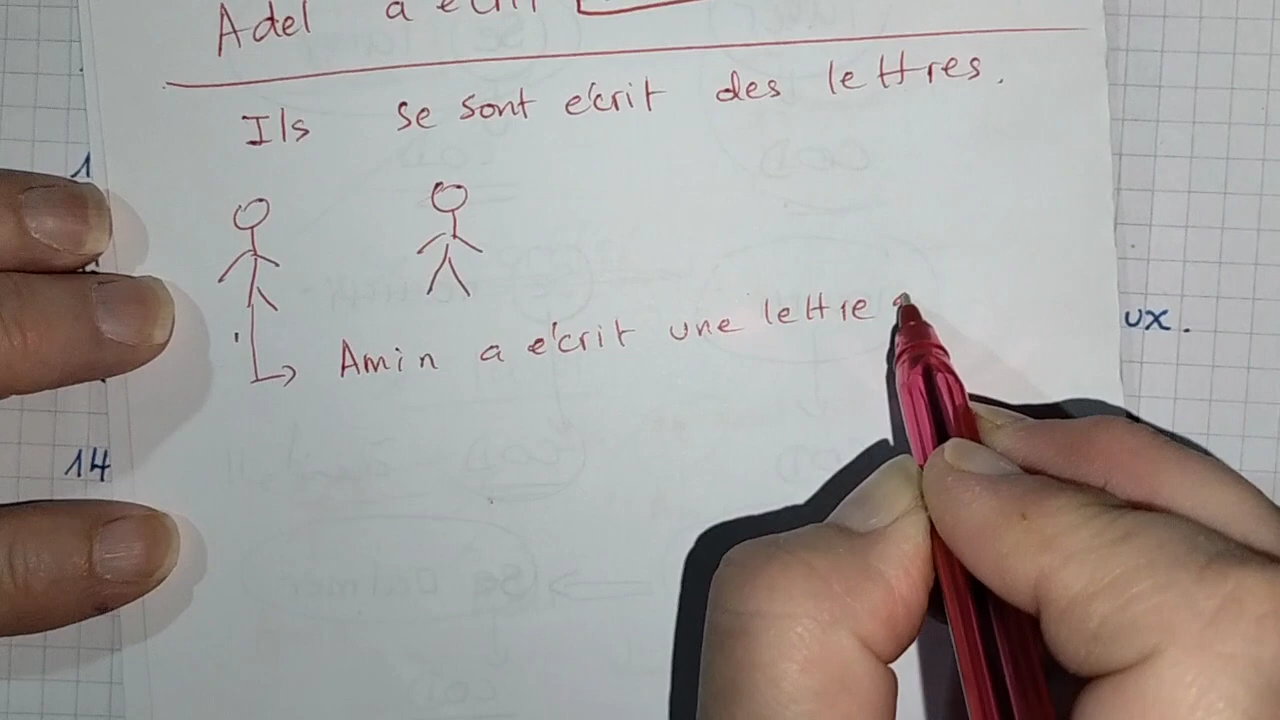 Adel a écrit
Ils se sont écrit des lettres.
1
Amin a écrit une lettre
ux.
14